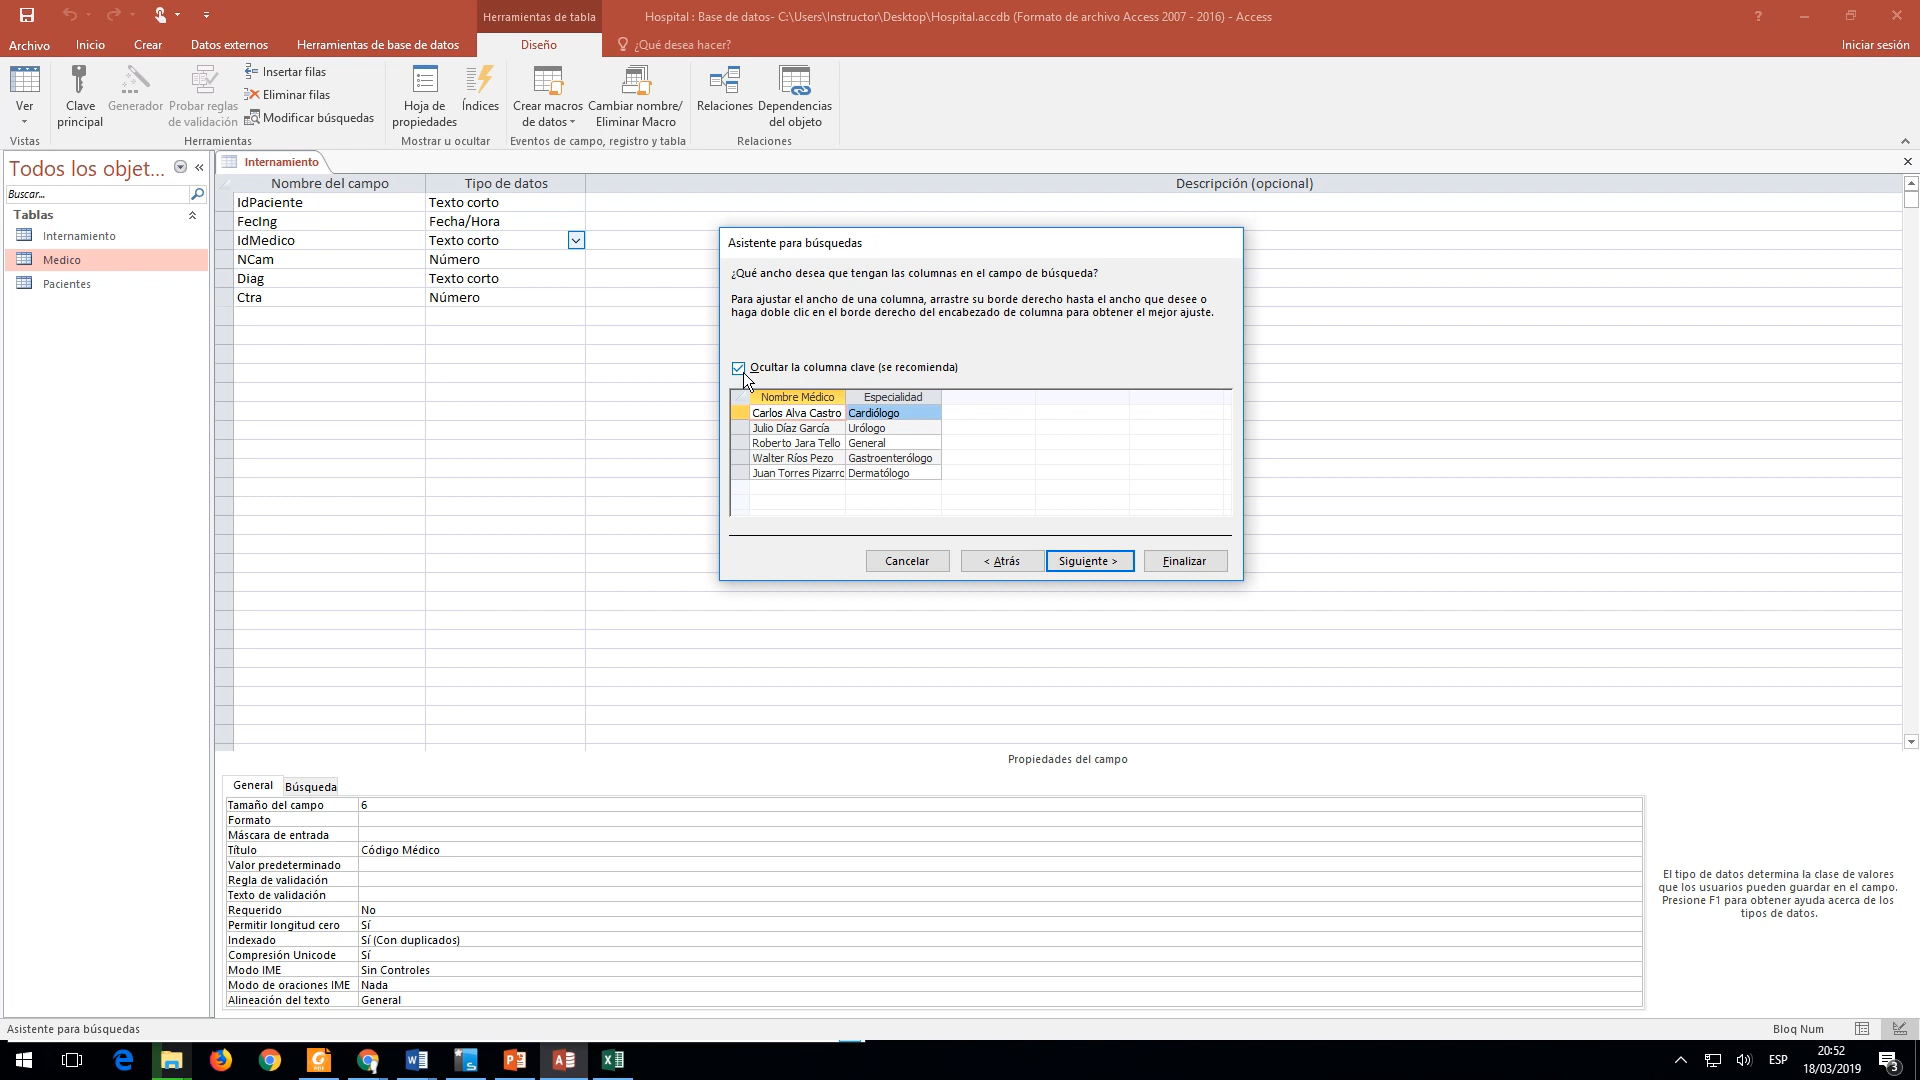 Herramientas de tabla
Hospital : Base de datos- C:\Users\Instructor\Desktop\Hospital.accdb (Formato de archivo Access 2007 - 2016) - Access
?
Archivo
Inicio
Crear
Datos externos
Herramientas de base de datos
Diseño
¿Qué desea hacer?
Iniciar sesión
Ver
Clave principal
Generador
Probar reglas de validación
Insertar filas
Eliminar filas
Modificar búsquedas
Hoja de propiedades
Índices
Crear macros de datos
Cambiar nombre/ Eliminar Macro
Relaciones
Dependencias del objeto
Vistas
Herramientas
Mostrar u ocultar
Eventos de campo, registro y tabla
Relaciones
Todos los objet...
Buscar...
Tablas
Internamiento
Medico
Pacientes
Internamiento
Nombre del campo Tipo de datos Descripción (opcional)
IdPaciente Texto corto
FecIng Fecha/Hora
IdMedico Texto corto
NCam Número
Diag Texto corto
Ctra Número
Asistente para búsquedas
¿Qué ancho desea que tengan las columnas en el campo de búsqueda?
Para ajustar el ancho de una columna, arrastre su borde derecho hasta el ancho que desee o
haga doble clic en el borde derecho del encabezado de columna para obtener el mejor ajuste.
Ocultar la columna clave (se recomienda)
Nombre Médico Especialidad
Carlos Alva Castro Cardiólogo
Julio Díaz García Urólogo
Roberto Jara Tello General
Walter Ríos Pezo Gastroenterólogo
Juan Torres Pizarro Dermatólogo
Cancelar < Atrás Siguiente > Finalizar
Propiedades del campo
General Búsqueda
Tamaño del campo 6
Formato
Máscara de entrada
Título Código Médico
Valor predeterminado
Regla de validación
Texto de validación
Requerido No
Permitir longitud cero Sí
Indexado Sí (Con duplicados)
Compresión Unicode Sí
Modo IME Sin Controles
Modo de oraciones IME Nada
Alineación del texto General
El tipo de datos determina la clase de valores
que los usuarios pueden guardar en el campo.
Presione F1 para obtener ayuda acerca de los
tipos de datos.
Asistente para búsquedas
Bloq Num
ESP
20:52
18/03/2019
3